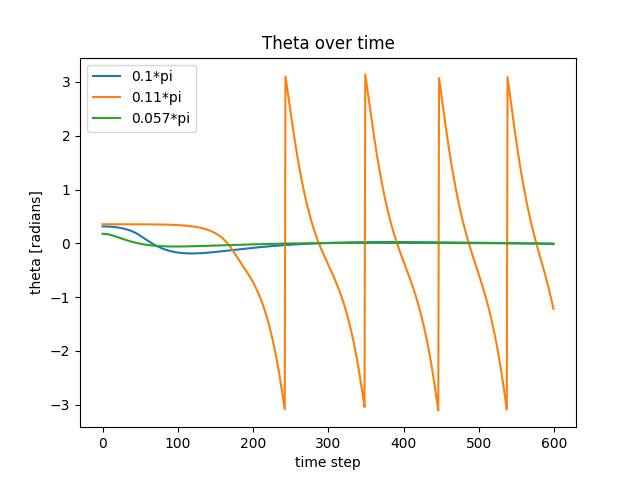 Theta over time
0.1*pi
0.11*pi
0.057*pi
theta [radians]
3
2
1
0
−1
−2
−3
0 100 200 300 400 500 600
time step